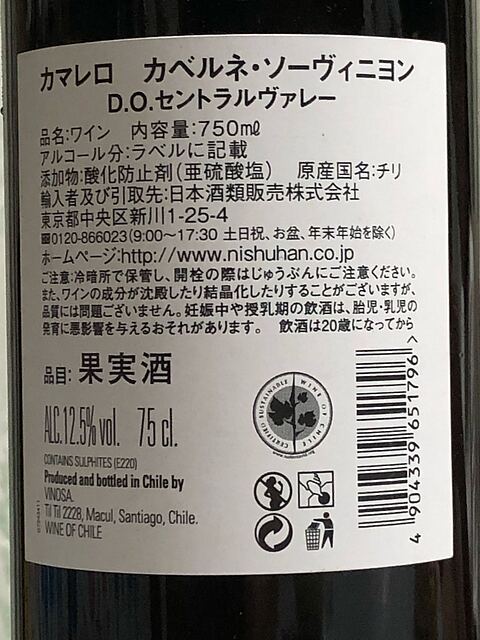 カマレロ　カベルネ・ソーヴィニヨン
D.O.セントラルヴァレー
品名:ワイン　内容量:750mℓ
アルコール分:ラベルに記載
添加物:酸化防止剤（亜硫酸塩）　原産国名:チリ
輸入者及び引取先:日本酒類販売株式会社
東京都中央区新川1-25-4
☎0120-866023(9:00〜17:30 土日祝、お盆、年末年始を除く)
ホームページ:http://www.nishuhan.co.jp
ご注意:冷暗所で保管し、開栓の際はじゅうぶんにご注意ください。
また、ワインの成分が沈殿したり結晶化したりすることがございますが、
品質には問題ございません。妊娠中や授乳期の飲酒は、胎児・乳児の
発育に悪影響を与えるおそれがあります。　飲酒は20歳になってから
品目:果実酒
ALC.12.5% vol. 75 cl.
CONTAINS SULPHITES (E220)
Produced and bottled in Chile by
VINOSA.
Til Til 2228, Macul, Santiago, Chile.
WINE OF CHILE
CERTIFIED SUSTAINABLE WINE OF CHILE
4 904339 651796 >